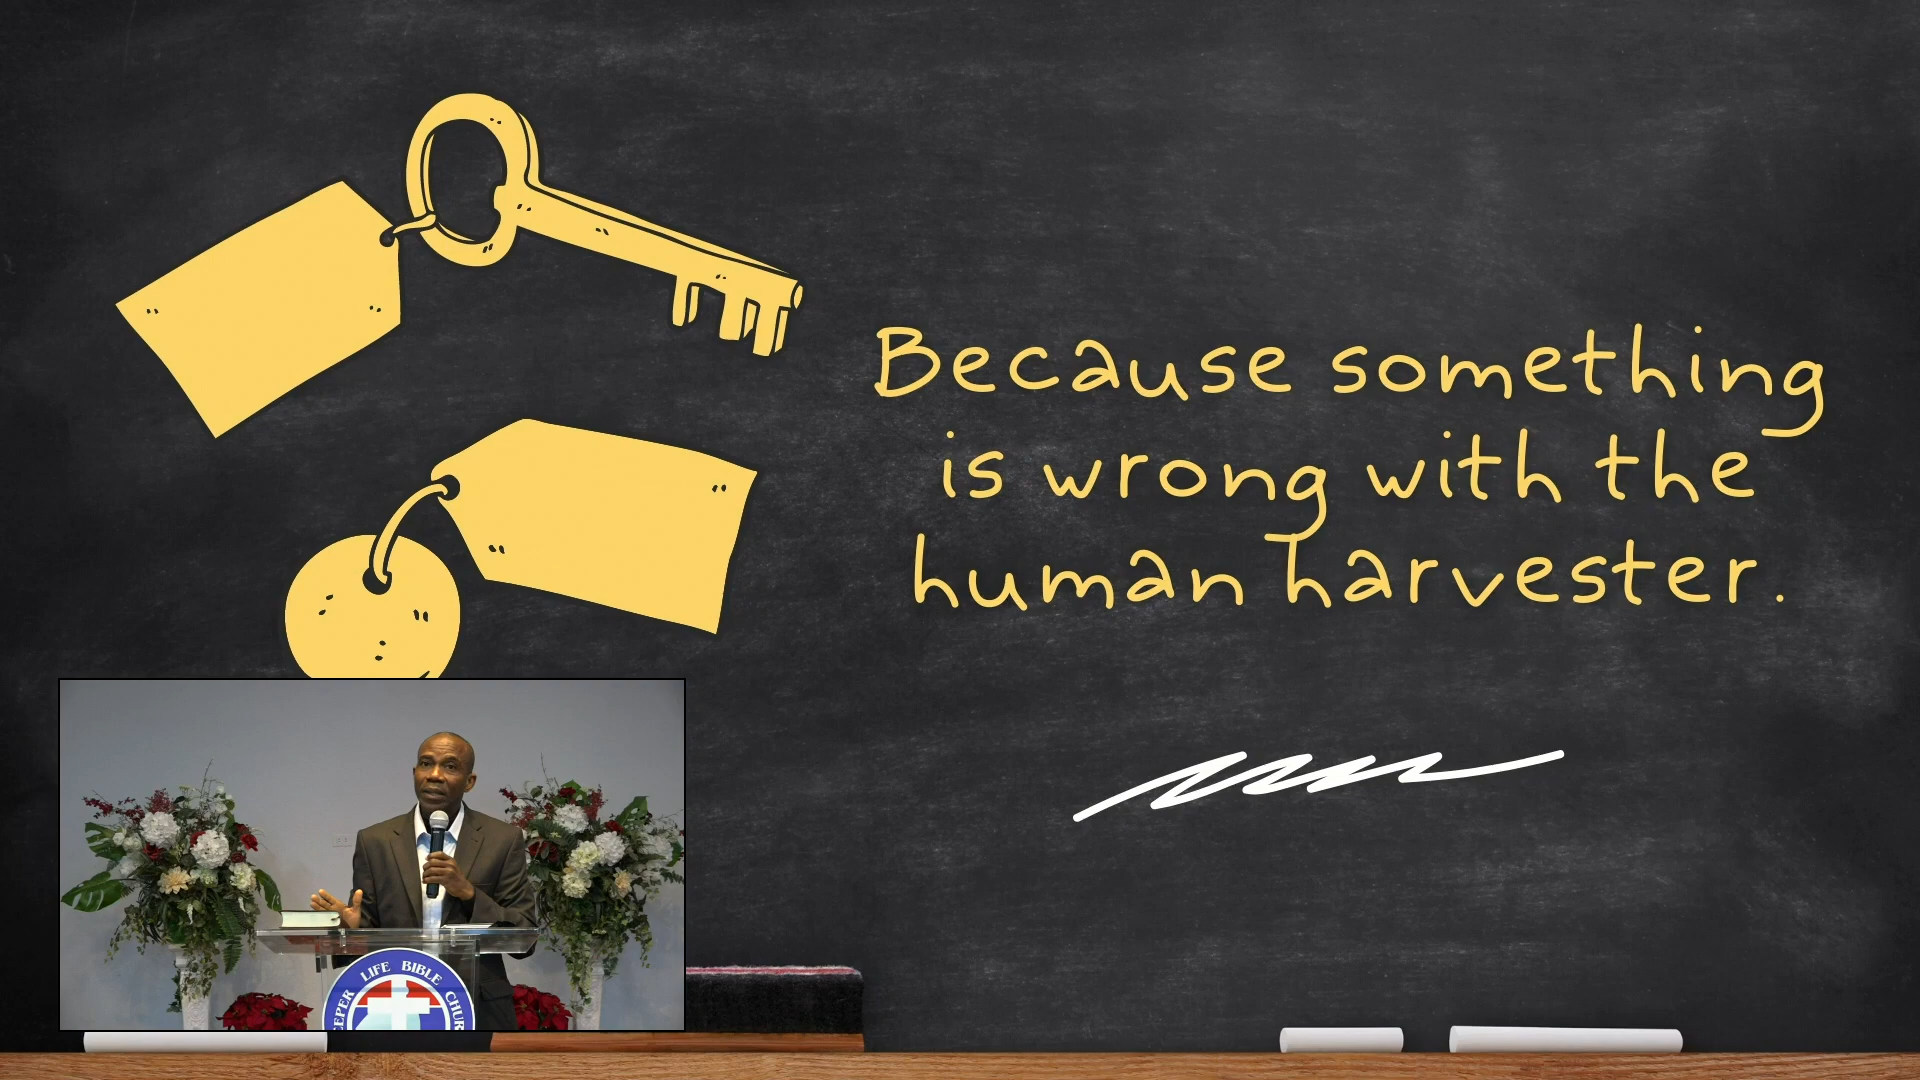 Because something
is wrong with the
human harvester.
LIFE BIBLE